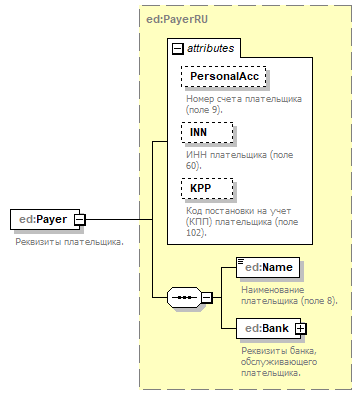 ed:PayerRU
attributes
PersonalAcc
Номер счета плательщика
(поле 9).
INN
ИНН плательщика (поле
60).
KPP
Код постановки на учет
(КПП) плательщика (поле
102).
ed:Payer
Реквизиты плательщика.
ed:Name
Наименование
плательщика (поле 8).
ed:Bank
Реквизиты банка,
обслуживающего
плательщика.